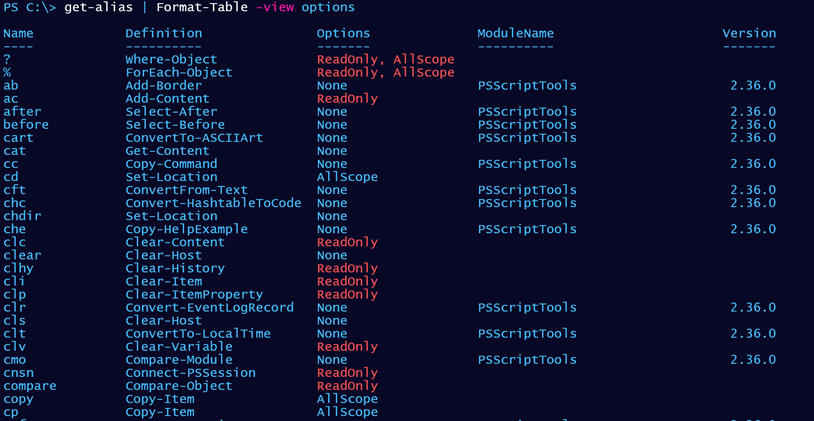 PS C:\> get-alias | Format-Table -view options
Name Definition Options ModuleName Version
---- ---------- ------- ---------- -------
? Where-Object ReadOnly, AllScope
% ForEach-Object ReadOnly, AllScope
ab Add-Border None PSScriptTools 2.36.0
ac Add-Content ReadOnly
after Select-After None PSScriptTools 2.36.0
before Select-Before None PSScriptTools 2.36.0
cart ConvertTo-ASCIIArt None PSScriptTools 2.36.0
cat Get-Content None
cc Copy-Command None PSScriptTools 2.36.0
cd Set-Location AllScope
cft ConvertFrom-Text None PSScriptTools 2.36.0
chc Convert-HashtableToCode None PSScriptTools 2.36.0
chdir Set-Location None
che Copy-HelpExample None PSScriptTools 2.36.0
clc Clear-Content ReadOnly
clear Clear-Host None
clhy Clear-History ReadOnly
cli Clear-Item ReadOnly
clp Clear-ItemProperty ReadOnly
clr Convert-EventLogRecord None PSScriptTools 2.36.0
cls Clear-Host None
clt ConvertTo-LocalTime None PSScriptTools 2.36.0
clv Clear-Variable ReadOnly
cmo Compare-Module None PSScriptTools 2.36.0
cnsn Connect-PSSession ReadOnly
compare Compare-Object ReadOnly
copy Copy-Item AllScope
cp Copy-Item AllScope